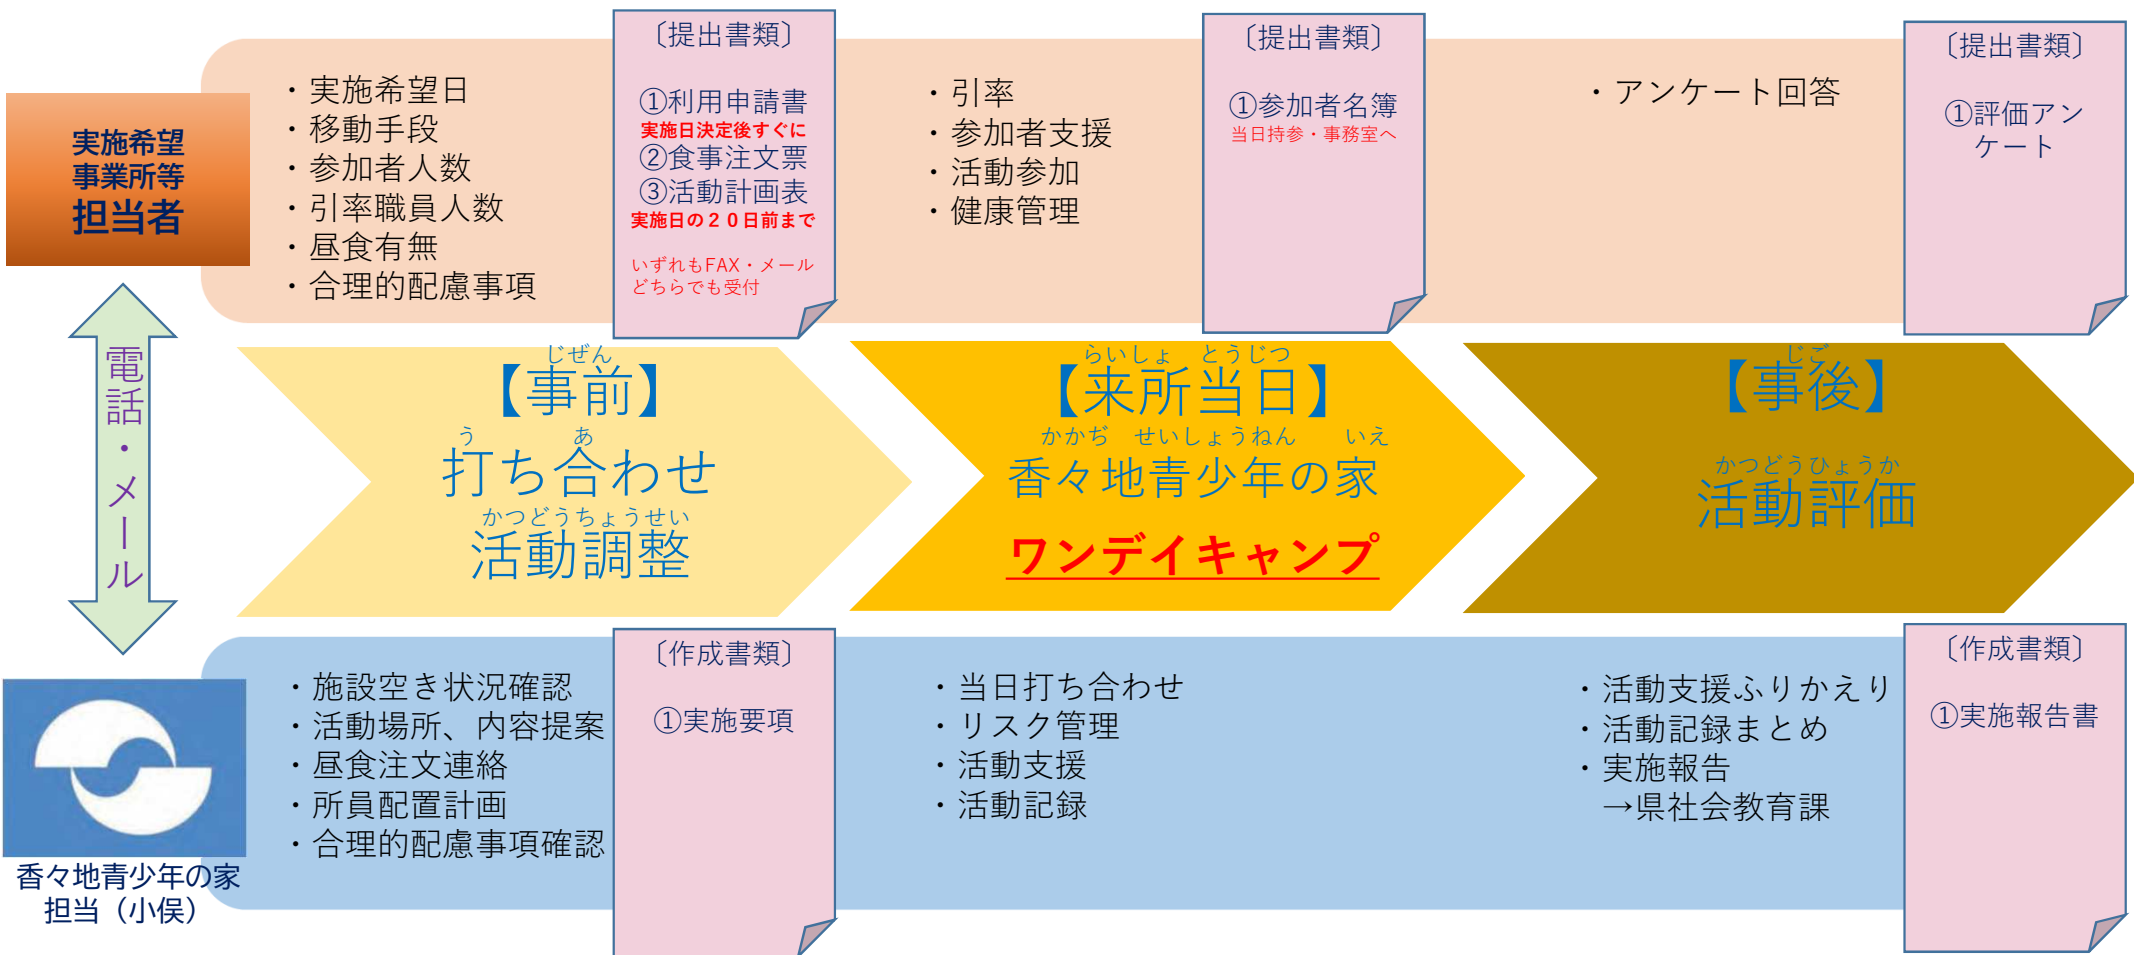 実施希望
事業所等
担当者
・実施希望日
・移動手段
・参加者人数
・引率職員人数
・昼食有無
・合理的配慮事項
〔提出書類〕
①利用申請書
実施日決定後すぐに
②食事注文票
③活動計画表
実施日の２０日前まで
いずれもFAX・メール
どちらでも受付
・引率
・参加者支援
・活動参加
・健康管理
〔提出書類〕
①参加者名簿
当日持参・事務室へ
・アンケート回答
〔提出書類〕
①評価アン
ケート
電話・メール
じぜん
【事前】
う あ
打ち合わせ
かつどうちょうせい
活動調整
らいしょ とうじつ
【来所当日】
かかぢ せいしょうねん いえ
香々地青少年の家
ワンデイキャンプ
じご
【事後】
かつどうひょうか
活動評価
香々地青少年の家
担当（小俣）
・施設空き状況確認
・活動場所、内容提案
・昼食注文連絡
・所員配置計画
・合理的配慮事項確認
〔作成書類〕
①実施要項
・当日打ち合わせ
・リスク管理
・活動支援
・活動記録
・活動支援ふりかえり
・活動記録まとめ
・実施報告
→県社会教育課
〔作成書類〕
①実施報告書